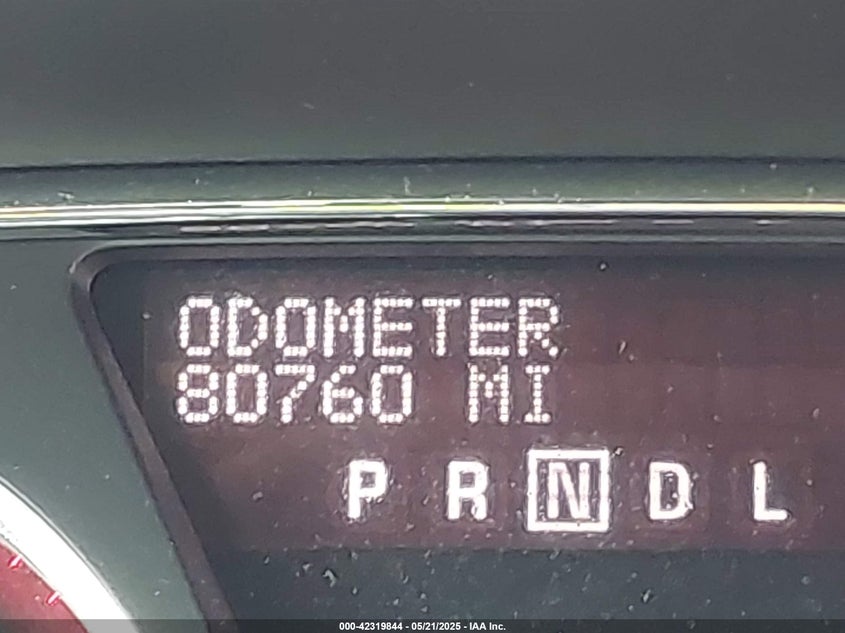 ODOMETER
80760 MI
P R N D L
000-42319844 - 05/21/2025 - IAA Inc.